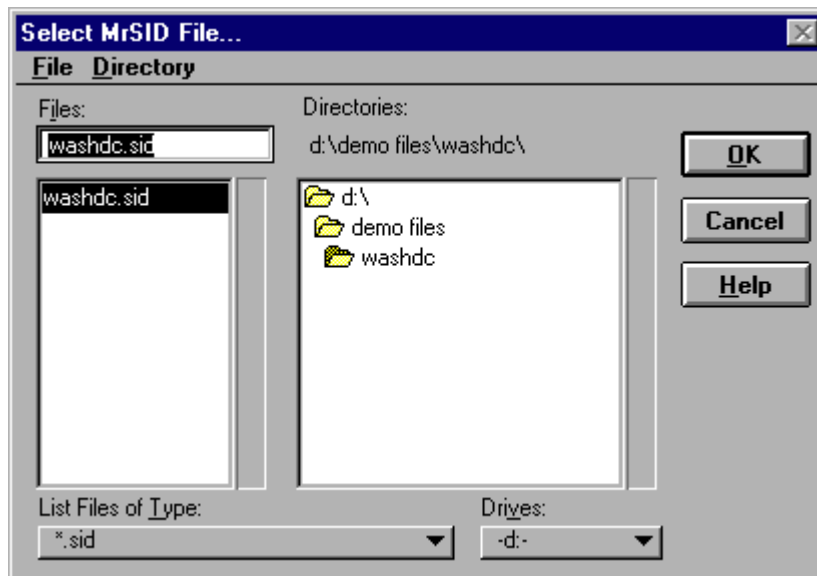 Select MrSID File...
File Directory
Files:
washdc.sid
washdc.sid
Directories:
d:\demo files\washdc\
d:\
demo files
washdc
OK
Cancel
Help
List Files of Type:
*.sid
Drives:
-d:-